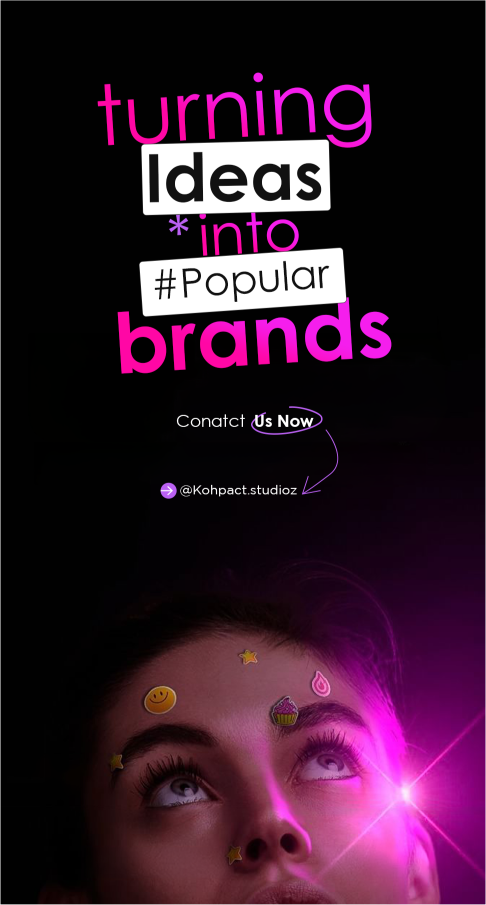 turning
Ideas
*into
#Popular
brands
Conatct Us Now
@Kohpact.studioz